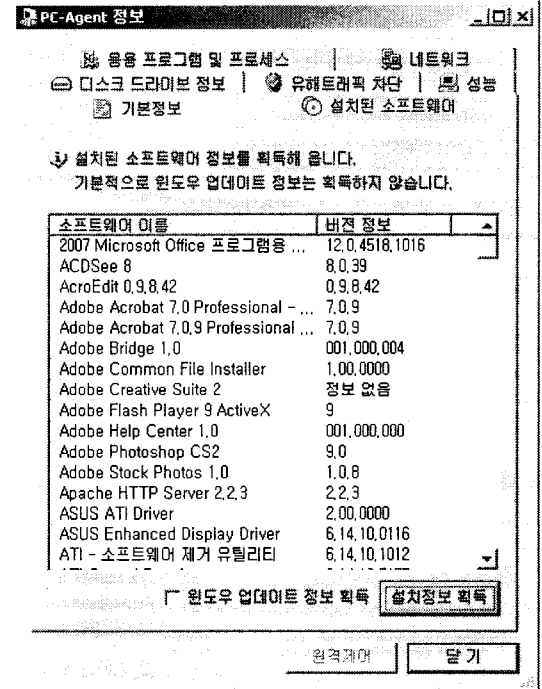 PC-Agent 정보
응용 프로그램 및 프로세스 네트워크
디스크 드라이브 정보 유해트래픽 차단 성능
기본정보 설치된 소프트웨어
설치된 소프트웨어 정보를 획득해 옵니다.
기본적으로 윈도우 업데이트 정보는 획득하지 않습니다.
소프트웨어 이름 버전 정보
2007 Microsoft Office 프로그램용 ... 12.0.4518.1016
ACDSee 8 8.0.39
AcroEdit 0.9.8.42 0.9.8.42
Adobe Acrobat 7.0 Professional - ... 7.0.9
Adobe Acrobat 7.0.9 Professional ... 7.0.9
Adobe Bridge 1.0 001.000.004
Adobe Common File Installer 1.00.0000
Adobe Creative Suite 2 정보 없음
Adobe Flash Player 9 ActiveX 9
Adobe Help Center 1.0 001.000.000
Adobe Photoshop CS2 9.0
Adobe Stock Photos 1.0 1.0.8
Apache HTTP Server 2.2.3 2.2.3
ASUS ATI Driver 2.00.0000
ASUS Enhanced Display Driver 6.14.10.0116
ATI - 소프트웨어 제거 유틸리티 6.14.10.1012
윈도우 업데이트 정보 획득 설치정보 획득
원격제어 닫기